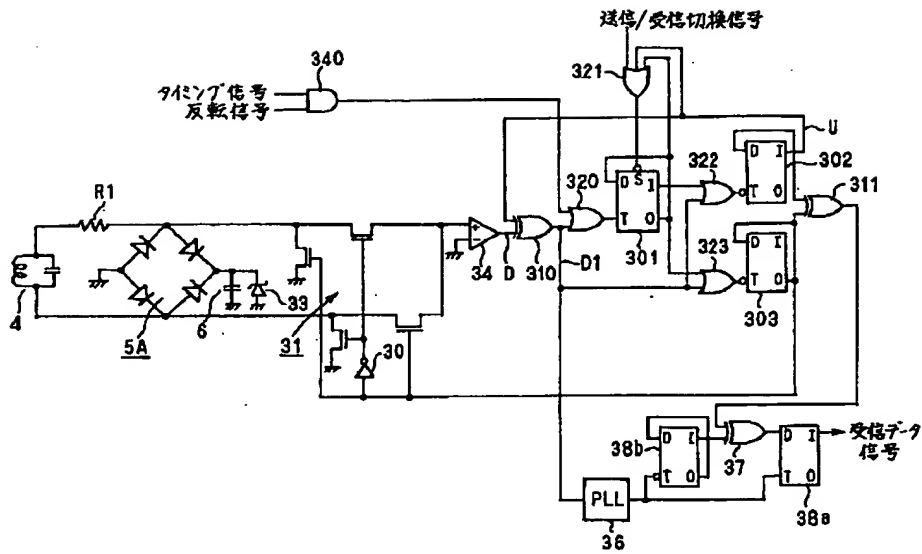 送信/受信切換信号
340
321
タイミング信号
反転信号
U
D I
302
T O
322
R1
320
D
S
I
T O
301
311
34
D
310
D1
323
D I
T O
303
4
5A
6
33
31
30
D I
38b
T O
37
D I
T O
38a
受信データ
信号
PLL
36